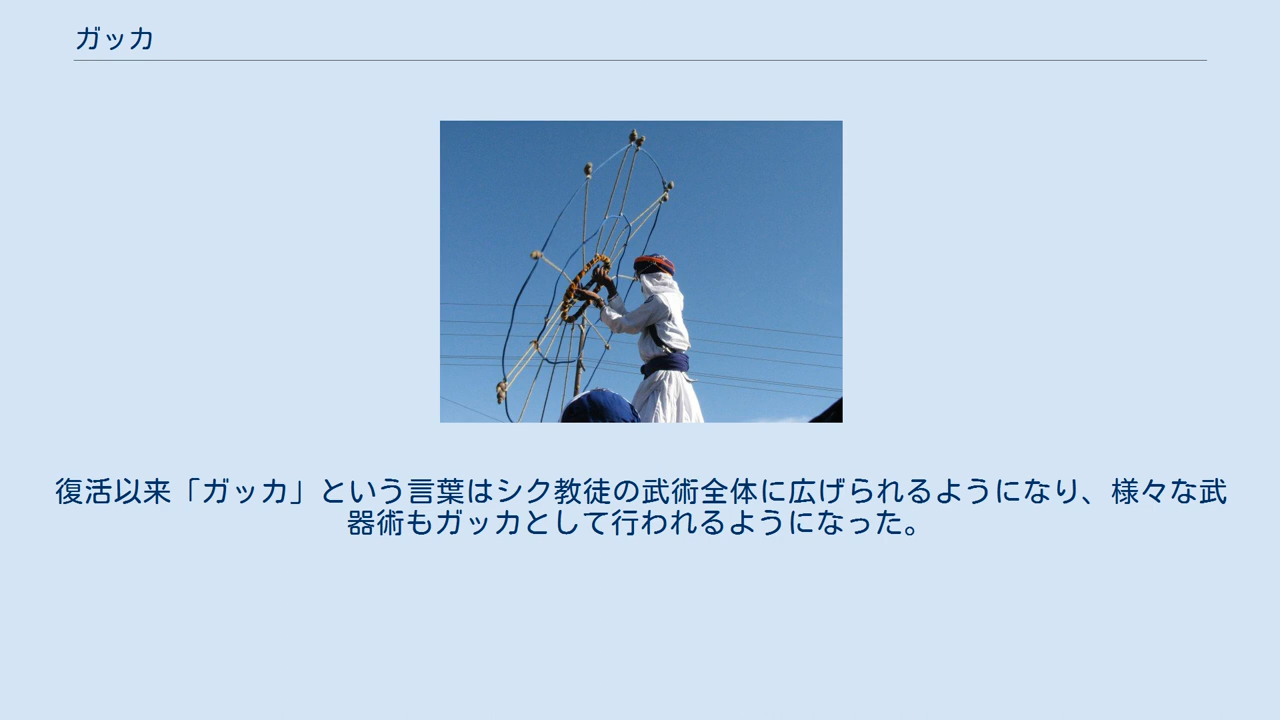 ガッカ
復活以来「ガッカ」という言葉はシク教徒の武術全体に広げられるようになり、様々な武
器術もガッカとして行われるようになった。